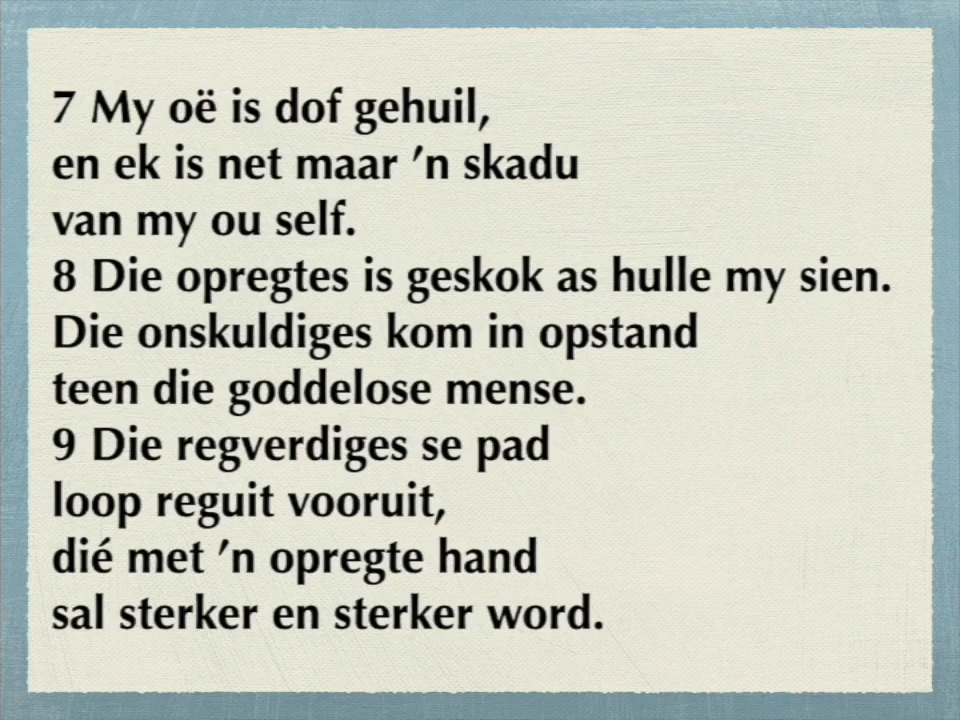 7 My oë is dof gehuil,
en ek is net maar ’n skadu
van my ou self.
8 Die opregtes is geskok as hulle my sien.
Die onskuldiges kom in opstand
teen die goddelose mense.
9 Die regverdiges se pad
loop reguit vooruit,
dié met ’n opregte hand
sal sterker en sterker word.